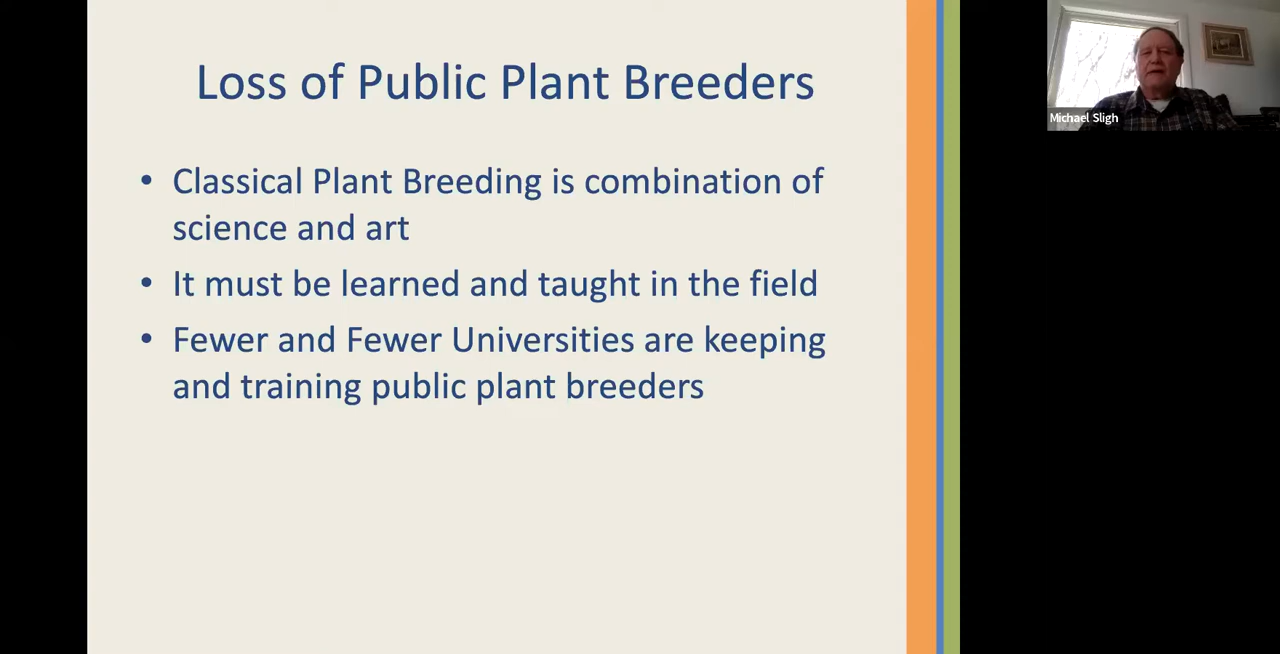 Loss of Public Plant Breeders
• Classical Plant Breeding is combination of
science and art
• It must be learned and taught in the field
• Fewer and Fewer Universities are keeping
and training public plant breeders
Michael Sligh